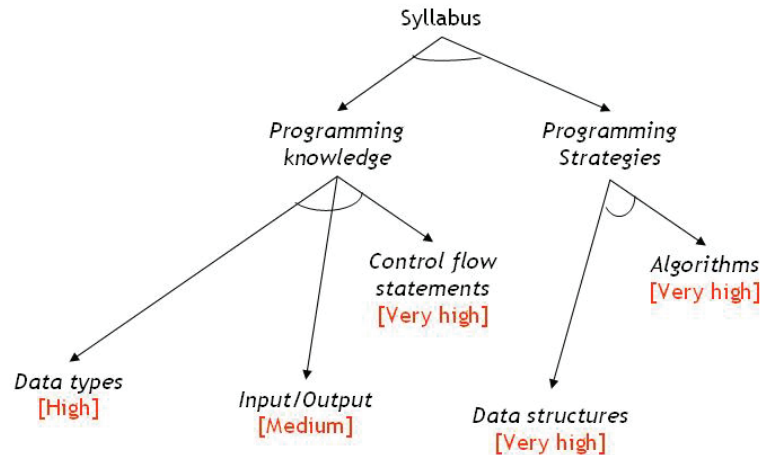 Syllabus
Programming
knowledge
Programming
Strategies
Control flow
statements
[Very high]
Algorithms
[Very high]
Data types
[High]
Input/Output
[Medium]
Data structures
[Very high]